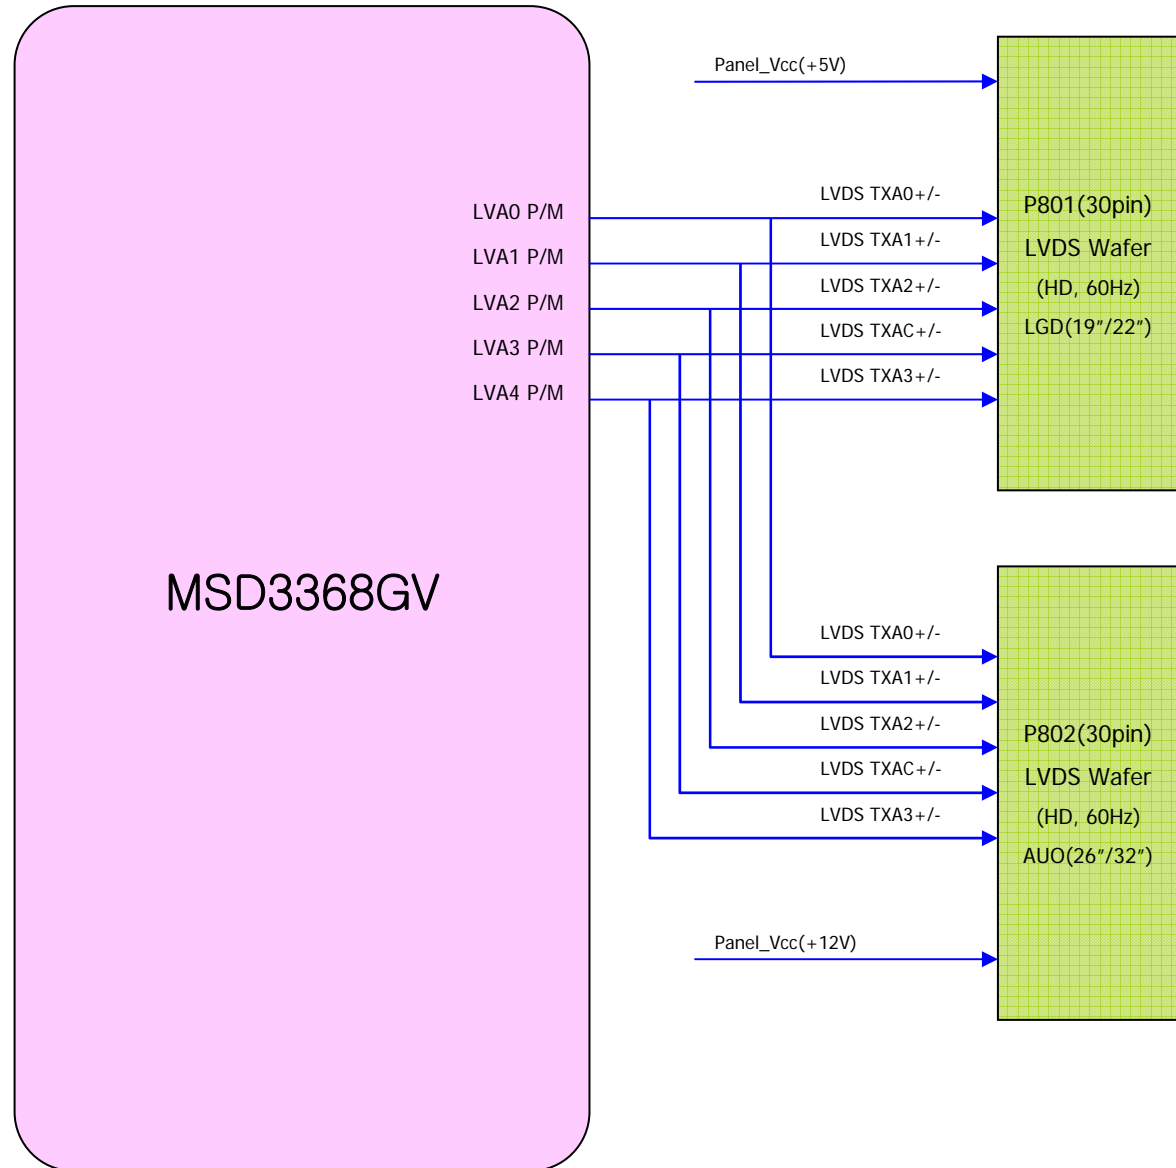 Panel_Vcc(+5V)
LVA0 P/M
LVA1 P/M
LVA2 P/M
LVA3 P/M
LVA4 P/M
LVDS TXA0+/-
LVDS TXA1+/-
LVDS TXA2+/-
LVDS TXAC+/-
LVDS TXA3+/-
P801(30pin)
LVDS Wafer
(HD, 60Hz)
LGD(19″/22″)
MSD3368GV
LVDS TXA0+/-
LVDS TXA1+/-
LVDS TXA2+/-
LVDS TXAC+/-
LVDS TXA3+/-
P802(30pin)
LVDS Wafer
(HD, 60Hz)
AUO(26″/32″)
Panel_Vcc(+12V)